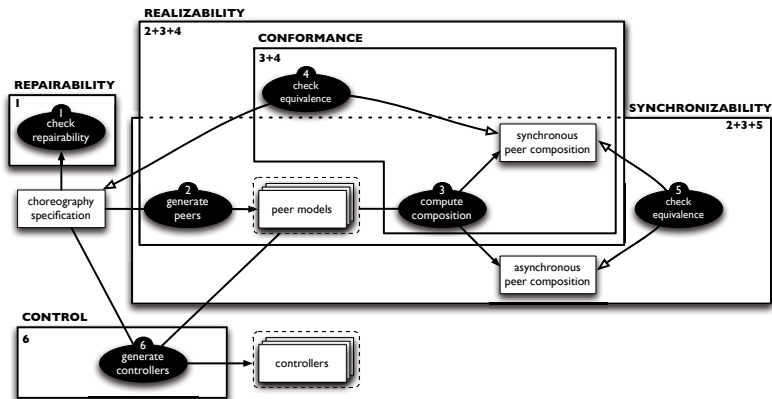 REALIZABILITY
2+3+4
CONFORMANCE
3+4
REPAIRABILITY
1
1
check
repairability
4
check
equivalence
SYNCHRONIZABILITY
2+3+5
synchronous
peer composition
choreography
specification
2
generate
peers
peer models
3
compute
composition
5
check
equivalence
asynchronous
peer composition
CONTROL
6
6
generate
controllers
controllers